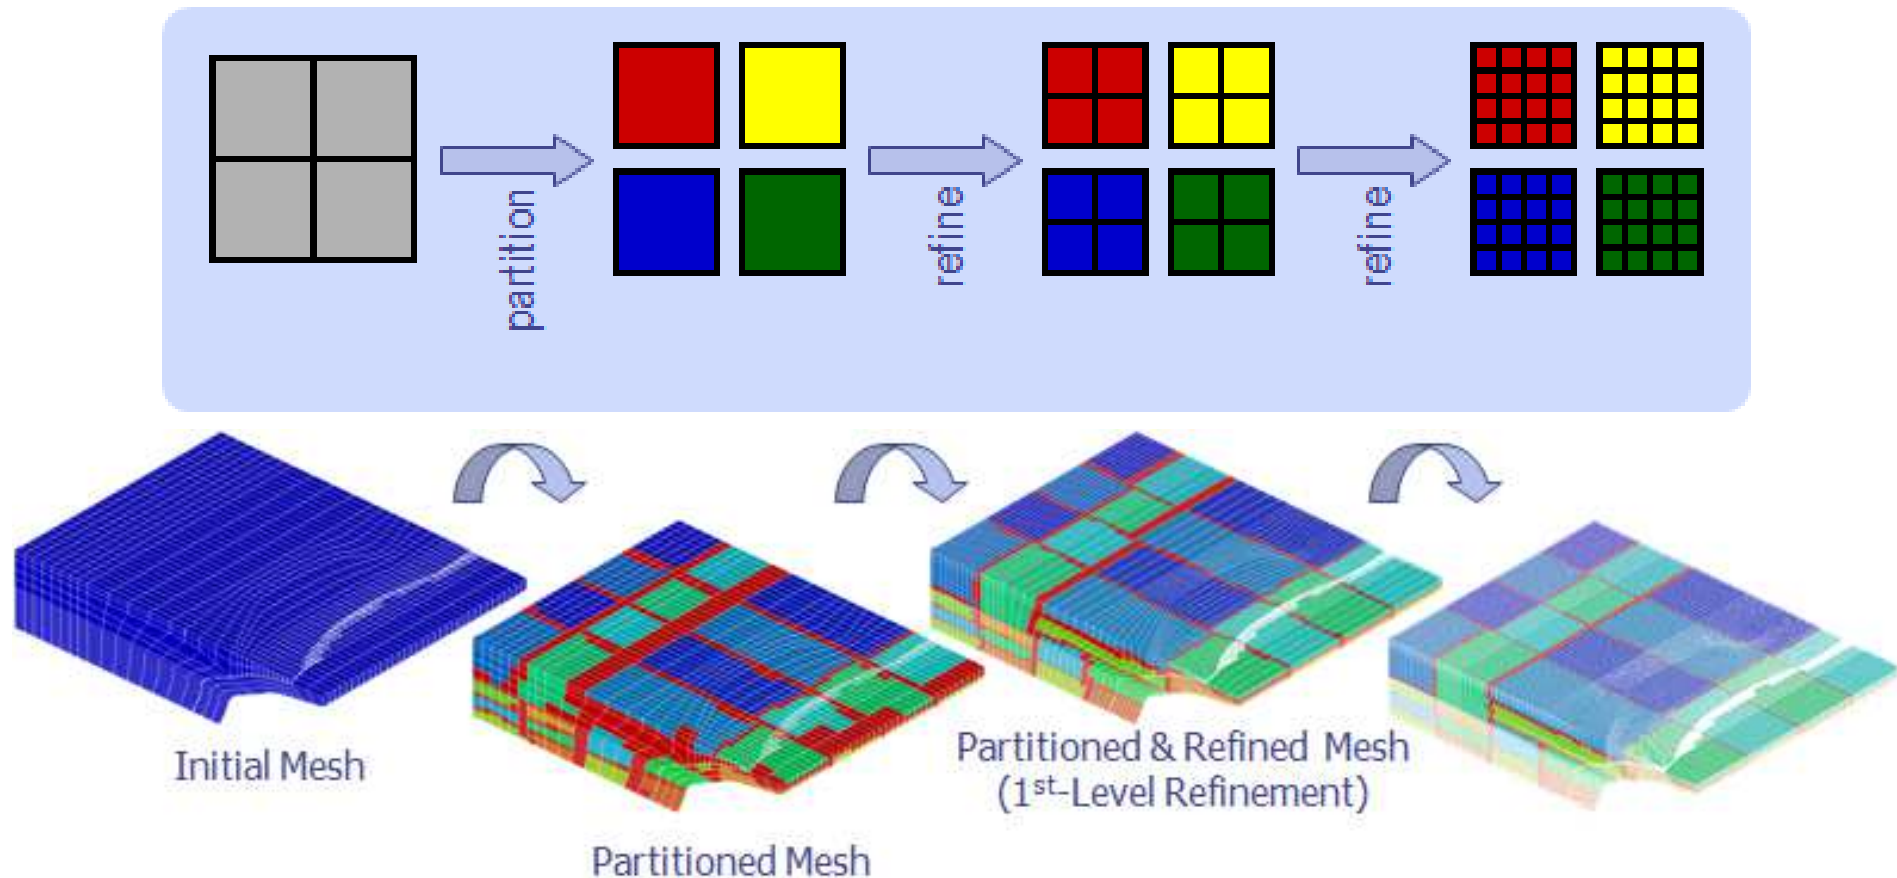 partition
refine
refine
Initial Mesh
Partitioned Mesh
Partitioned & Refined Mesh
(1st-Level Refinement)